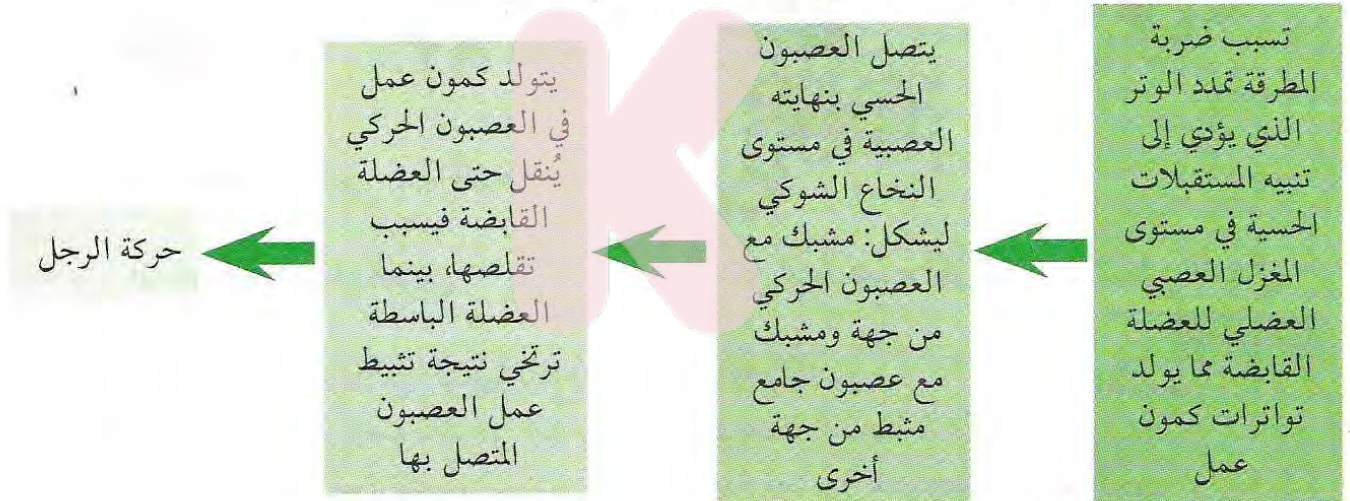 تسبب ضربة
المطرقة تمدد الوتر
الذي يؤدي إلى
تنبيه المستقبلات
الحسية في مستوى
المغزل العصبي
العضلي للعضلة
القابضة مما يولد
تواترات كمون
عمل
يتصل العصبون
الحسي بنهايته
العصبية في مستوى
النخاع الشوكي
ليشكل: مشبك مع
العصبون الحركي
من جهة ومشبك
مع عصبون جامع
مثبط من جهة
أخرى
يتولد كمون عمل
في العصبون الحركي
يُنقل حتى العضلة
القابضة فيسبب
تقلصها، بينما
العضلة الباسطة
ترتخي نتيجة تثبيط
عمل العصبون
المتصل بها
حركة الرجل